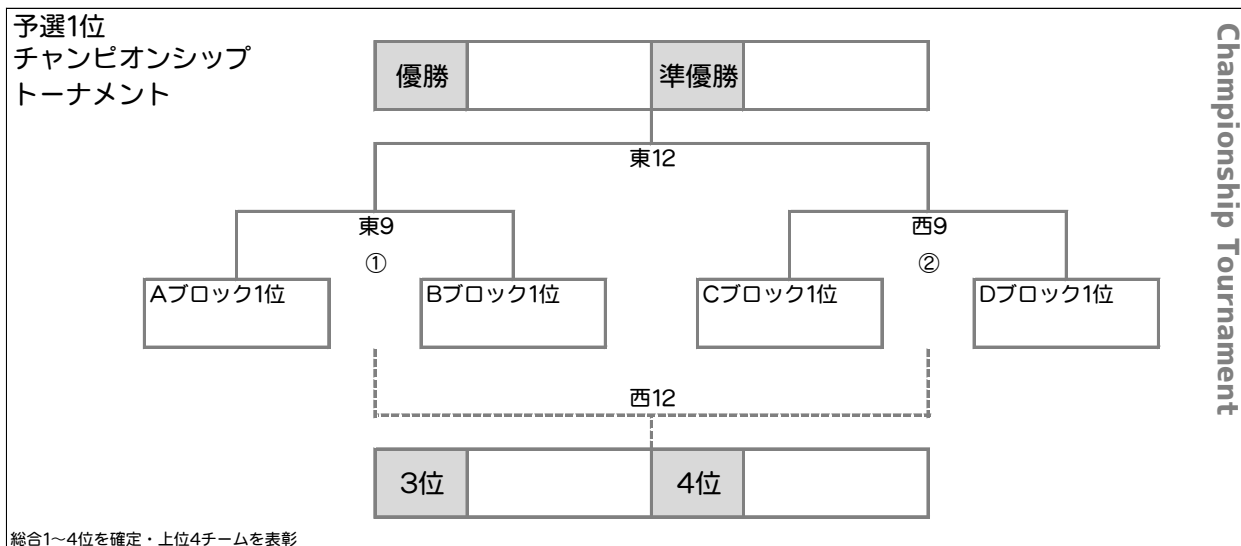 予選1位
チャンピオンシップ
トーナメント
優勝
準優勝
東12
東9
西9
①
②
Aブロック1位
Bブロック1位
Cブロック1位
Dブロック1位
西12
3位
4位
総合1～4位を確定・上位4チームを表彰
Championship Tournament